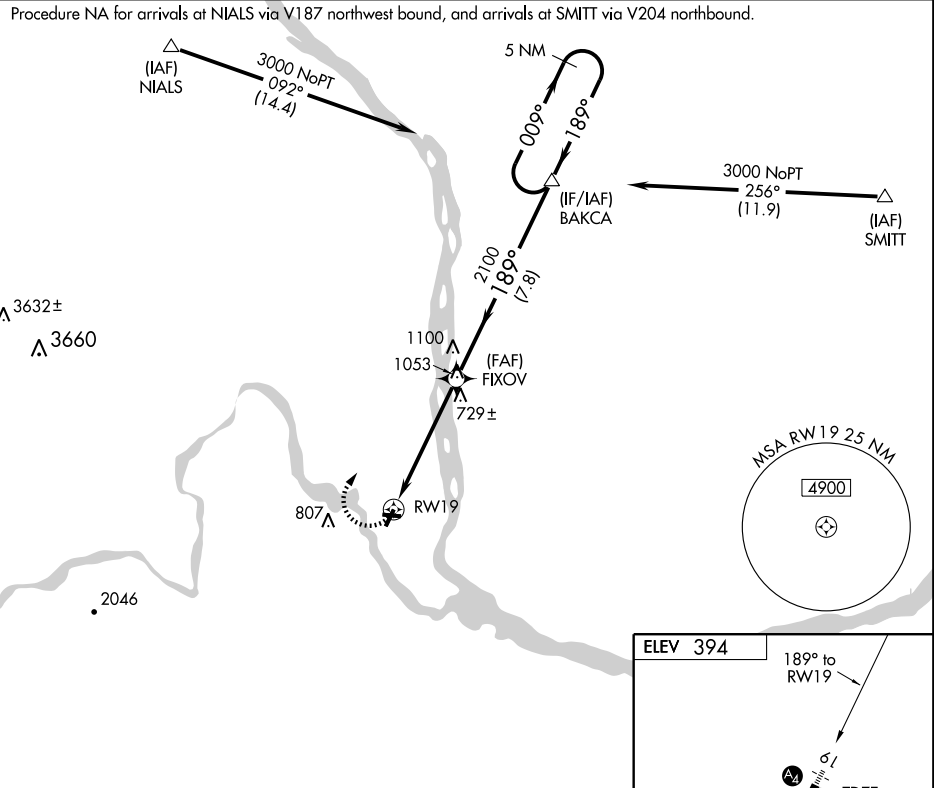 Procedure NA for arrivals at NIALS via V187 northwest bound, and arrivals at SMITT via V204 northbound.
(IAF)
NIALS
3000 NoPT
092°
(14.4)
5 NM
009°
189°
(IF/IAF)
BAKCA
3000 NoPT
256°
(11.9)
(IAF)
SMITT
2100
189°
(7.8)
3632±
3660
1100
1053
(FAF)
FIXOV
729±
MSA RW19 25 NM
4900
RW19
807
2046
ELEV 394
189° to
RW19
19
A4